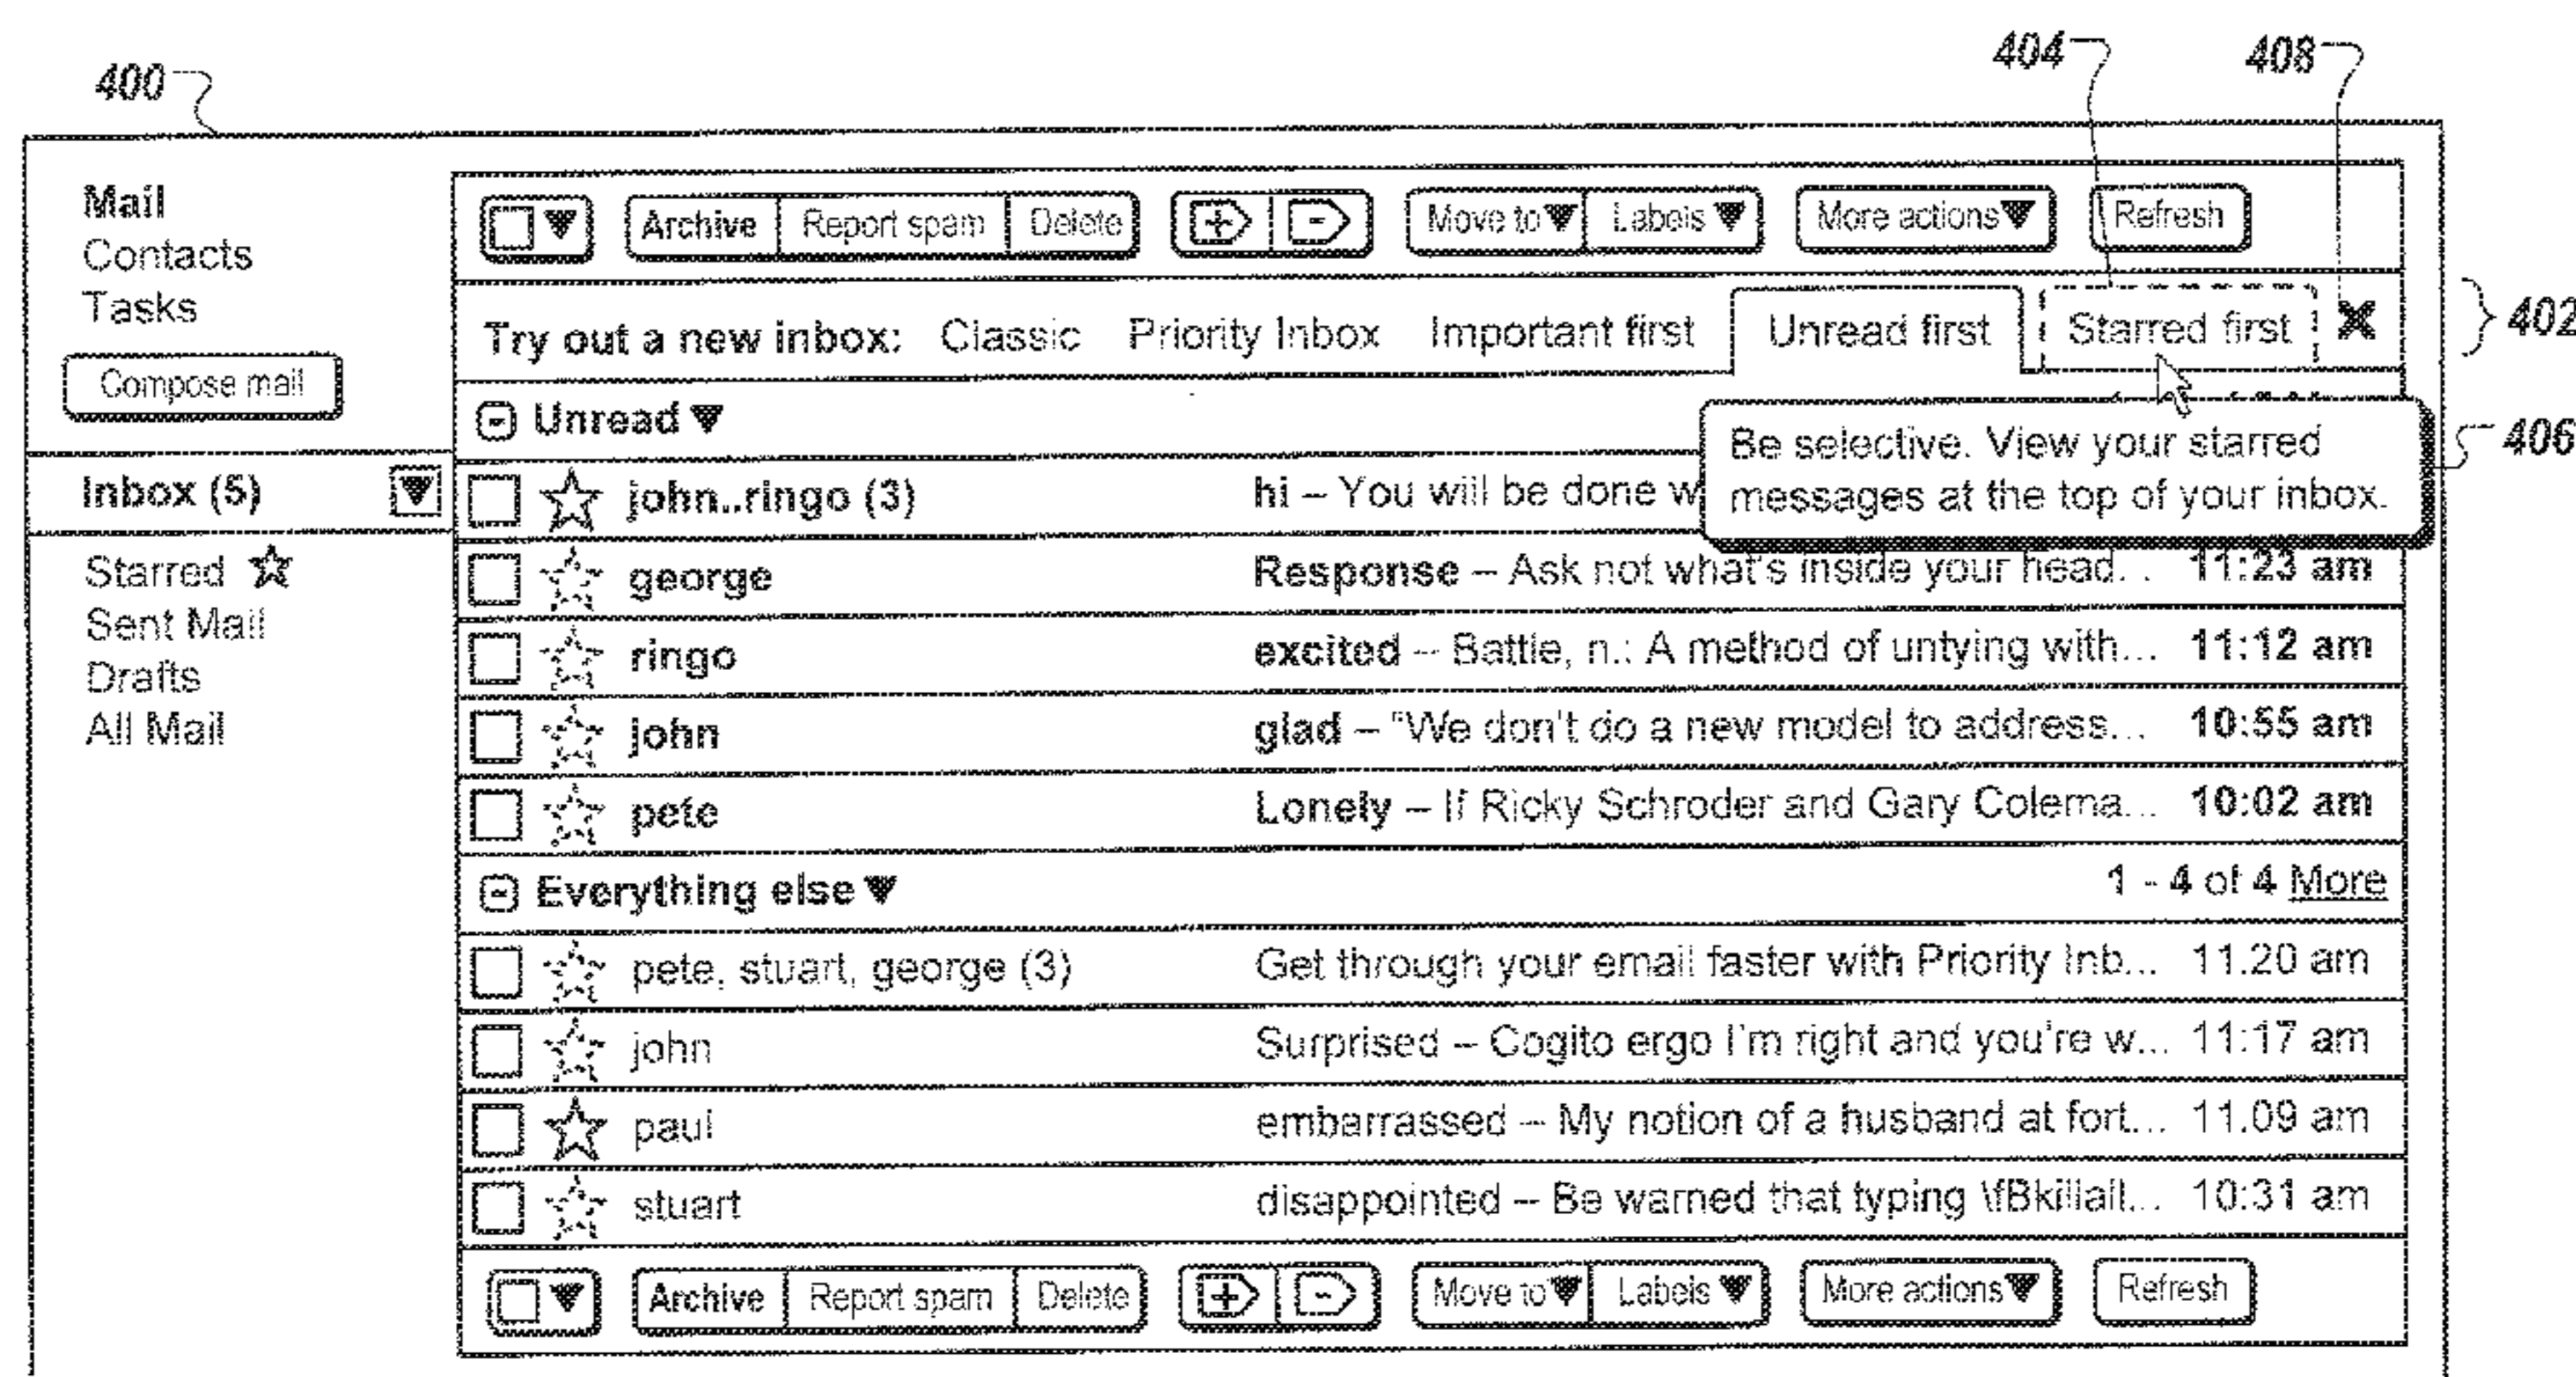 400
404
408
Mail
Contacts
Tasks
Compose mail
Inbox (5)
Starred
Sent Mail
Drafts
All Mail
Archive Report spam Delete + - Move to Labels More actions Refresh
Try out a new inbox: Classic Priority Inbox Important first Unread first Starred first X
402
- Unread
Be selective. View your starred
messages at the top of your inbox.
406
john..ringo (3) hi – You will be done w
george Response – Ask not what's inside your head... 11:23 am
ringo excited -- Battle, n.: A method of untying with... 11:12 am
john glad – "We don't do a new model to address... 10:55 am
pete Lonely – If Ricky Schroder and Gary Colema... 10:02 am
- Everything else 1 - 4 of 4 More
pete, stuart, george (3) Get through your email faster with Priority Inb... 11.20 am
john Surprised – Cogito ergo I'm right and you're w... 11:17 am
paul embarrassed -- My notion of a husband at fort... 11.09 am
stuart disappointed -- Be warned that typing \fBkillall... 10:31 am
Archive Report spam Delete + - Move to Labels More actions Refresh